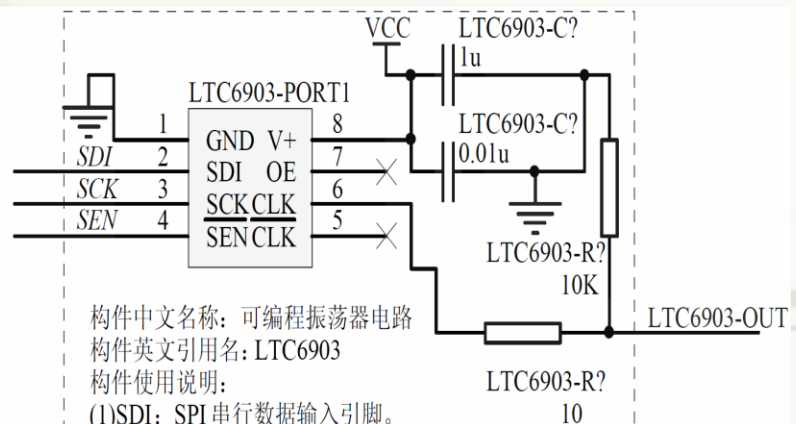 VCC
LTC6903-C?
1u
LTC6903-PORT1
1 GND V+ 8
SDI 2 SDI OE 7
SCK 3 SCK CLK 6
SEN 4 SEN CLK 5
LTC6903-C?
0.01u
LTC6903-R?
10K
LTC6903-OUT
LTC6903-R?
10
构件中文名称：可编程振荡器电路
构件英文引用名：LTC6903
构件使用说明：
(1)SDI：SPI 串行数据输入引脚。